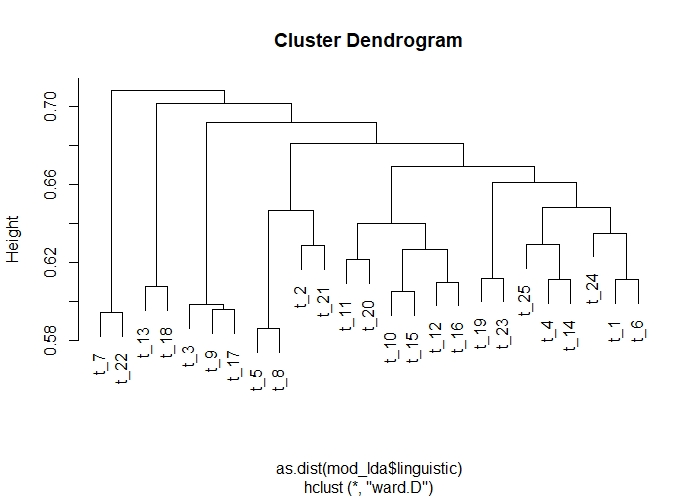 Cluster Dendrogram
Height
0.70
0.66
0.62
0.58
t_7
t_22
t_13
t_18
t_3
t_9
t_17
t_5
t_8
t_2
t_21
t_11
t_20
t_10
t_15
t_12
t_16
t_19
t_23
t_25
t_4
t_14
t_24
t_1
t_6
as.dist(mod_lda$linguistic)
hclust (*, "ward.D")